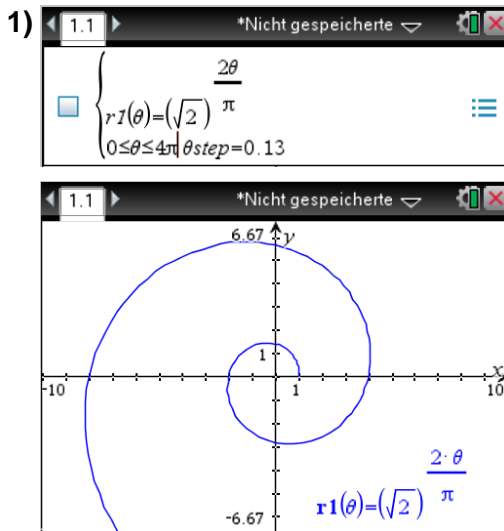 1)
1.1 *Nicht gespeicherte
r1(θ)=(√2)^(2θ/π)
0≤θ≤4π θstep=0.13
1.1 *Nicht gespeicherte
6.67 y
1
x
-10 1 10
r1(θ)=(√2)^(2·θ/π)
-6.67